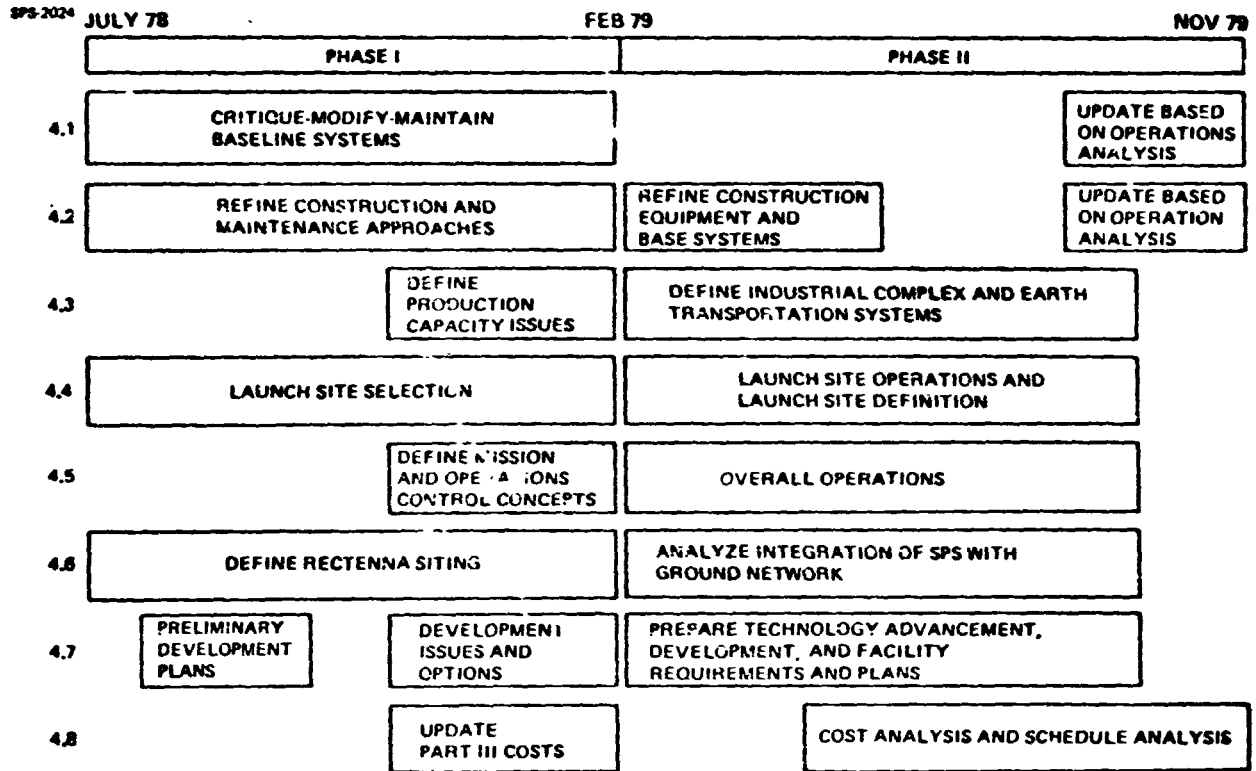 SPS-2024
JULY 78 FEB 79 NOV 79
PHASE I PHASE II
4.1 CRITIQUE-MODIFY-MAINTAIN
BASELINE SYSTEMS
UPDATE BASED
ON OPERATIONS
ANALYSIS
4.2 REFINE CONSTRUCTION AND
MAINTENANCE APPROACHES
REFINE CONSTRUCTION
EQUIPMENT AND
BASE SYSTEMS
UPDATE BASED
ON OPERATION
ANALYSIS
4.3 DEFINE
PRODUCTION
CAPACITY ISSUES
DEFINE INDUSTRIAL COMPLEX AND EARTH
TRANSPORTATION SYSTEMS
4.4 LAUNCH SITE SELECTION
LAUNCH SITE OPERATIONS AND
LAUNCH SITE DEFINITION
4.5 DEFINE MISSION
AND OPERATIONS
CONTROL CONCEPTS
OVERALL OPERATIONS
4.6 DEFINE RECTENNA SITING
ANALYZE INTEGRATION OF SPS WITH
GROUND NETWORK
4.7 PRELIMINARY
DEVELOPMENT
PLANS
DEVELOPMENT
ISSUES AND
OPTIONS
PREPARE TECHNOLOGY ADVANCEMENT,
DEVELOPMENT, AND FACILITY
REQUIREMENTS AND PLANS
4.8 UPDATE
PART III COSTS
COST ANALYSIS AND SCHEDULE ANALYSIS